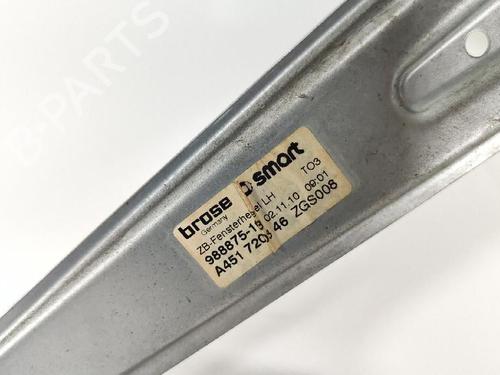 brose smart
Germany
ZB-Fensterheber LH TO3
988875-1 02.11.10 09:01
A451 720 46 ZGS008
B-PARTS